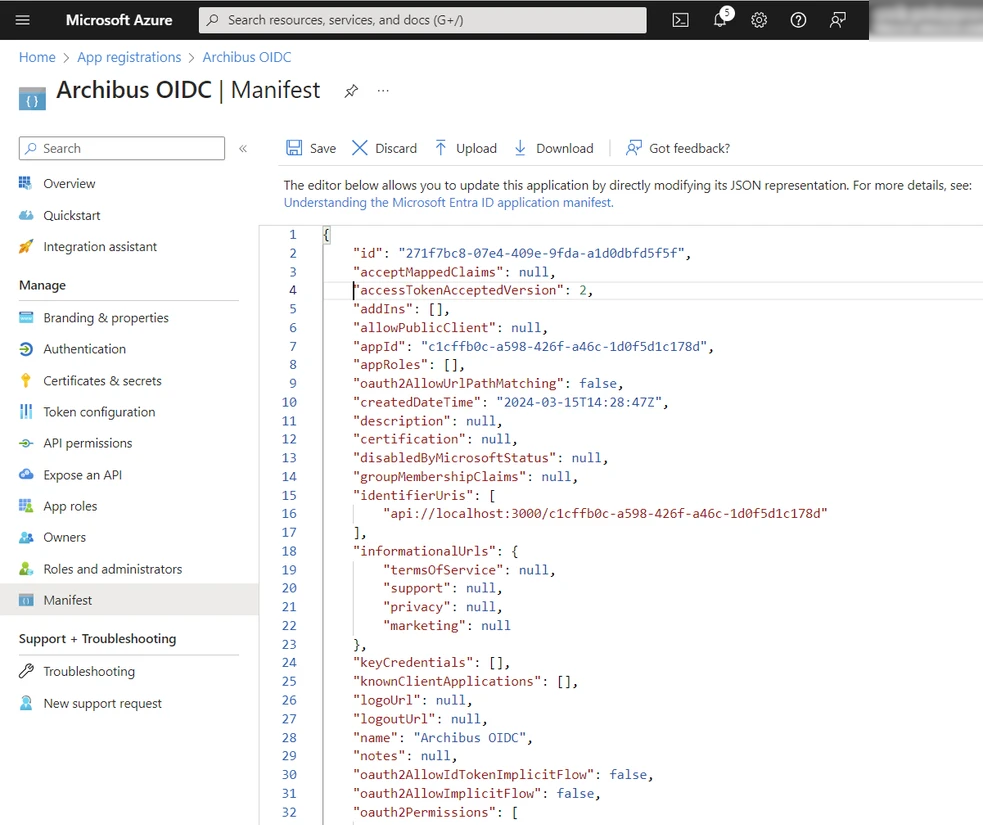 Microsoft Azure
Search resources, services, and docs (G+/)
5
Home > App registrations > Archibus OIDC
Archibus OIDC | Manifest
Search
Overview
Quickstart
Integration assistant
Manage
Branding & properties
Authentication
Certificates & secrets
Token configuration
API permissions
Expose an API
App roles
Owners
Roles and administrators
Manifest
Support + Troubleshooting
Troubleshooting
New support request
Save Discard Upload Download Got feedback?
The editor below allows you to update this application by directly modifying its JSON representation. For more details, see:
Understanding the Microsoft Entra ID application manifest.
1 {
2 "id": "271f7bc8-07e4-409e-9fda-a1d0dbfd5f5f",
3 "acceptMappedClaims": null,
4 "accessTokenAcceptedVersion": 2,
5 "addIns": [],
6 "allowPublicClient": null,
7 "appId": "c1cffb0c-a598-426f-a46c-1d0f5d1c178d",
8 "appRoles": [],
9 "oauth2AllowUrlPathMatching": false,
10 "createdDateTime": "2024-03-15T14:28:47Z",
11 "description": null,
12 "certification": null,
13 "disabledByMicrosoftStatus": null,
14 "groupMembershipClaims": null,
15 "identifierUris": [
16 "api://localhost:3000/c1cffb0c-a598-426f-a46c-1d0f5d1c178d"
17 ],
18 "informationalUrls": {
19 "termsOfService": null,
20 "support": null,
21 "privacy": null,
22 "marketing": null
23 },
24 "keyCredentials": [],
25 "knownClientApplications": [],
26 "logoUrl": null,
27 "logoutUrl": null,
28 "name": "Archibus OIDC",
29 "notes": null,
30 "oauth2AllowIdTokenImplicitFlow": false,
31 "oauth2AllowImplicitFlow": false,
32 "oauth2Permissions": [